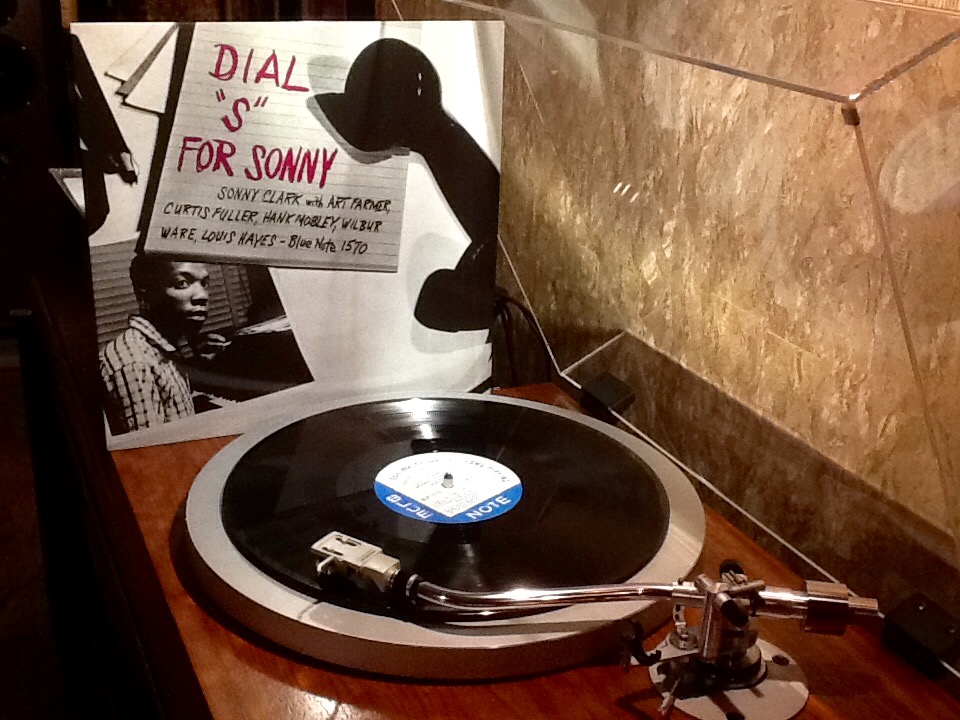 DIAL
"S"
FOR SONNY
SONNY CLARK with ART FARMER,
CURTIS FULLER, HANK MOBLEY, WILBUR
WARE, LOUIS HAYES - Blue Note 1570
BLUE NOTE